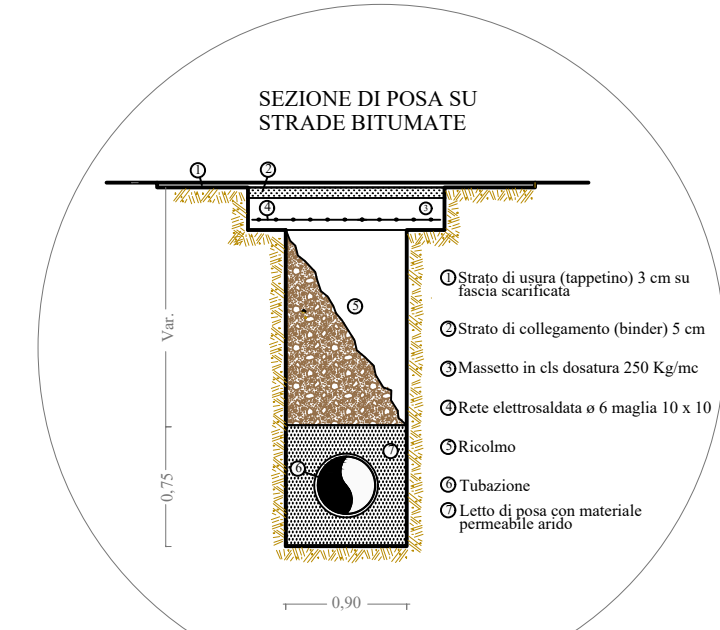 SEZIONE DI POSA SU
STRADE BITUMATE
1
2
4
3
5
7
6
Var.
0,75
0,90
1 Strato di usura (tappetino) 3 cm su
fascia scarificata
2 Strato di collegamento (binder) 5 cm
3 Massetto in cls dosatura 250 Kg/mc
4 Rete elettrosaldata ø 6 maglia 10 x 10
5 Ricolmo
6 Tubazione
7 Letto di posa con materiale
permeabile arido